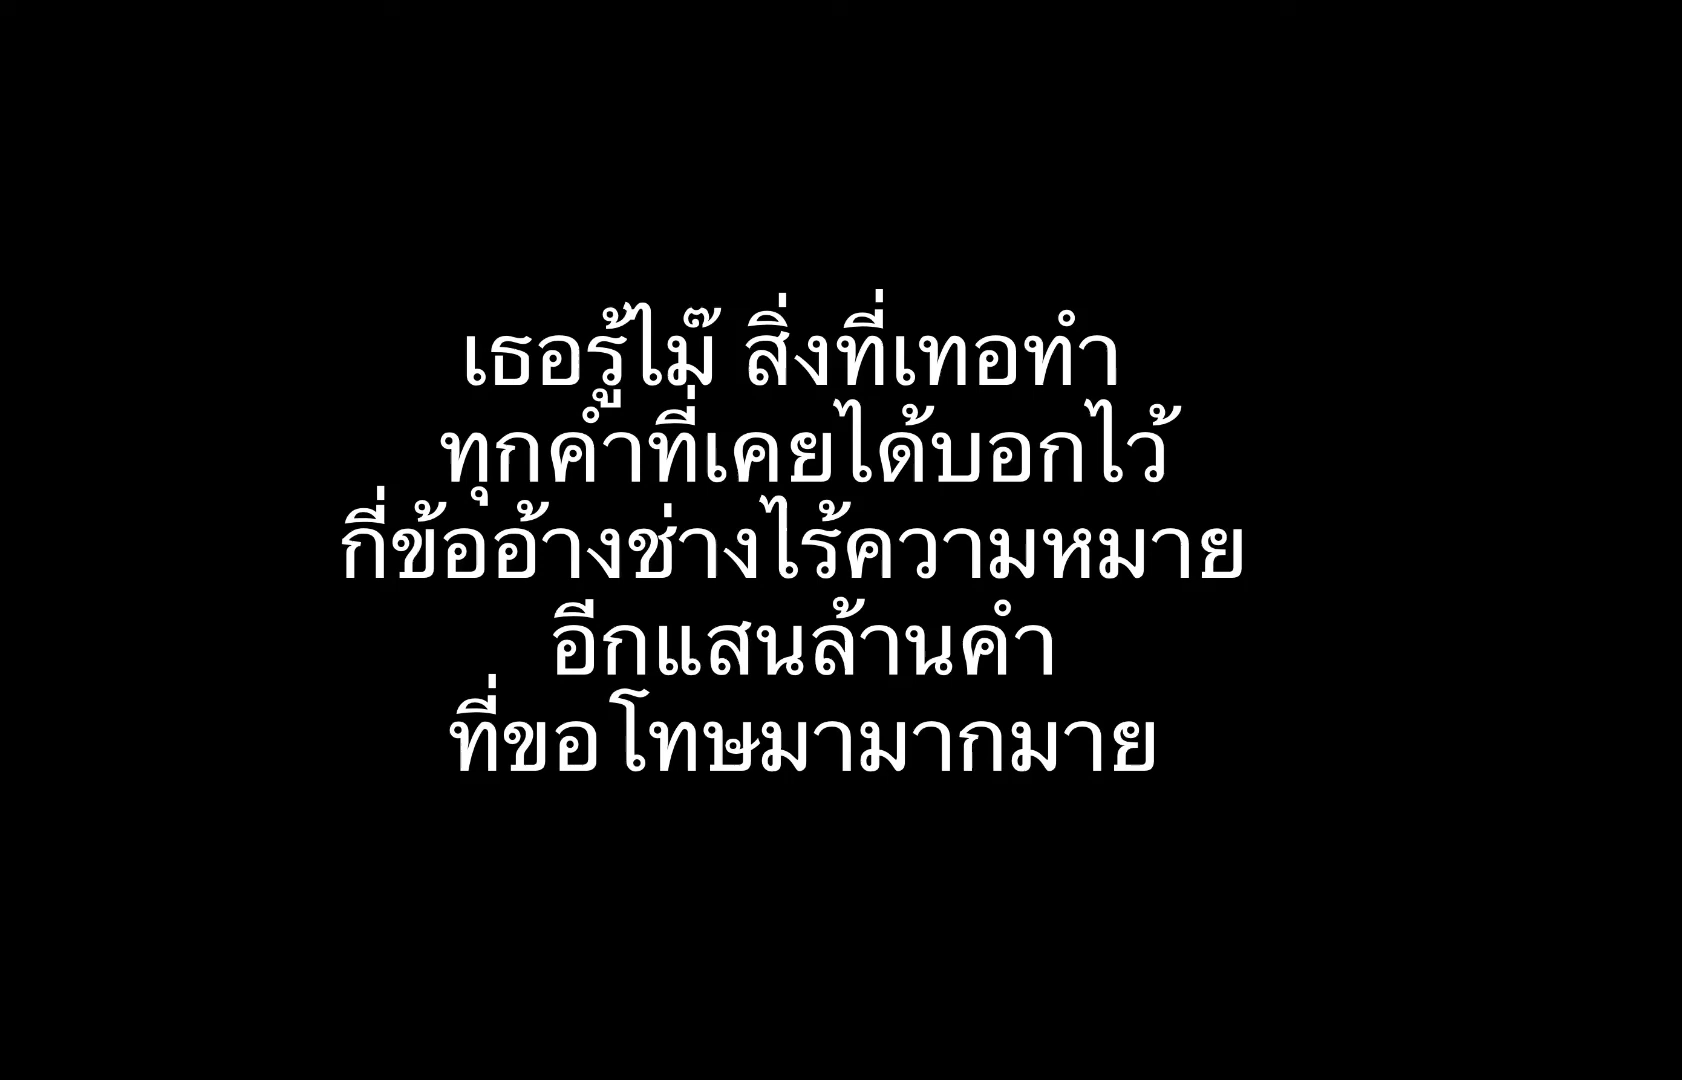 เธอรู้ไม๊ สิ่งที่เทอทำ
ทุกคำที่เคยได้บอกไว้
กี่ข้ออ้างช่างไร้ความหมาย
อีกแสนล้านคำ
ที่ขอโทษมามากมาย